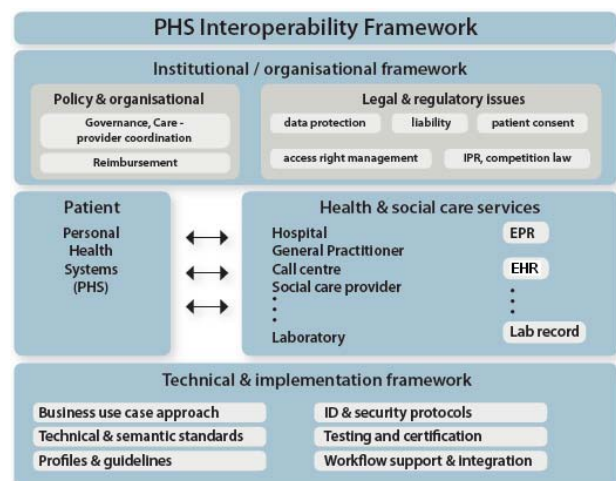 PHS Interoperability Framework
Institutional / organisational framework
Policy & organisational
Governance, Care -
provider coordination
Reimbursement
Legal & regulatory issues
data protection
liability
patient consent
access right management
IPR, competition law
Patient
Personal
Health
Systems
(PHS)
Health & social care services
Hospital
General Practitioner
Call centre
Social care provider
Laboratory
EPR
EHR
Lab record
Technical & implementation framework
Business use case approach
Technical & semantic standards
Profiles & guidelines
ID & security protocols
Testing and certification
Workflow support & integration